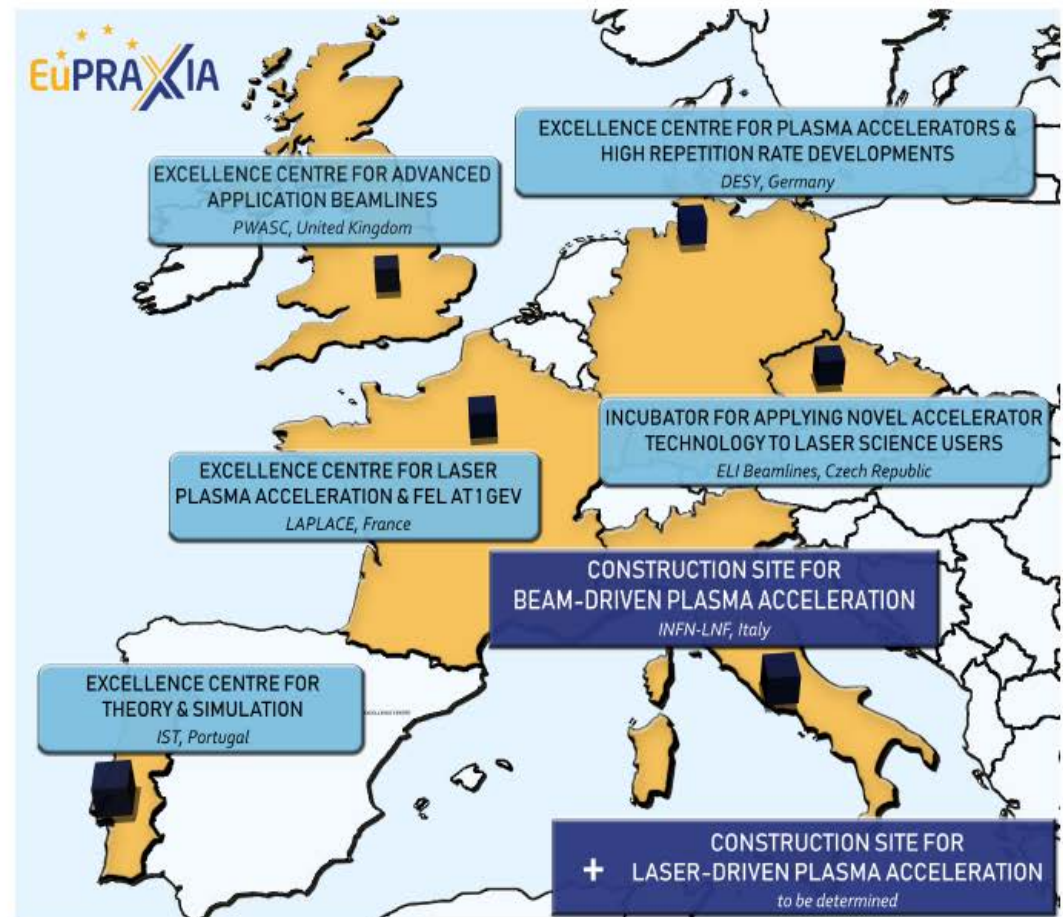 EuPRAXIA
EXCELLENCE CENTRE FOR PLASMA ACCELERATORS &
HIGH REPETITION RATE DEVELOPMENTS
DESY, Germany
EXCELLENCE CENTRE FOR ADVANCED
APPLICATION BEAMLINES
PWASC, United Kingdom
INCUBATOR FOR APPLYING NOVEL ACCELERATOR
TECHNOLOGY TO LASER SCIENCE USERS
ELI Beamlines, Czech Republic
EXCELLENCE CENTRE FOR LASER
PLASMA ACCELERATION & FEL AT 1 GEV
LAPLACE, France
CONSTRUCTION SITE FOR
BEAM-DRIVEN PLASMA ACCELERATION
INFN-LNF, Italy
EXCELLENCE CENTRE FOR
THEORY & SIMULATION
IST, Portugal
CONSTRUCTION SITE FOR
+ LASER-DRIVEN PLASMA ACCELERATION
to be determined